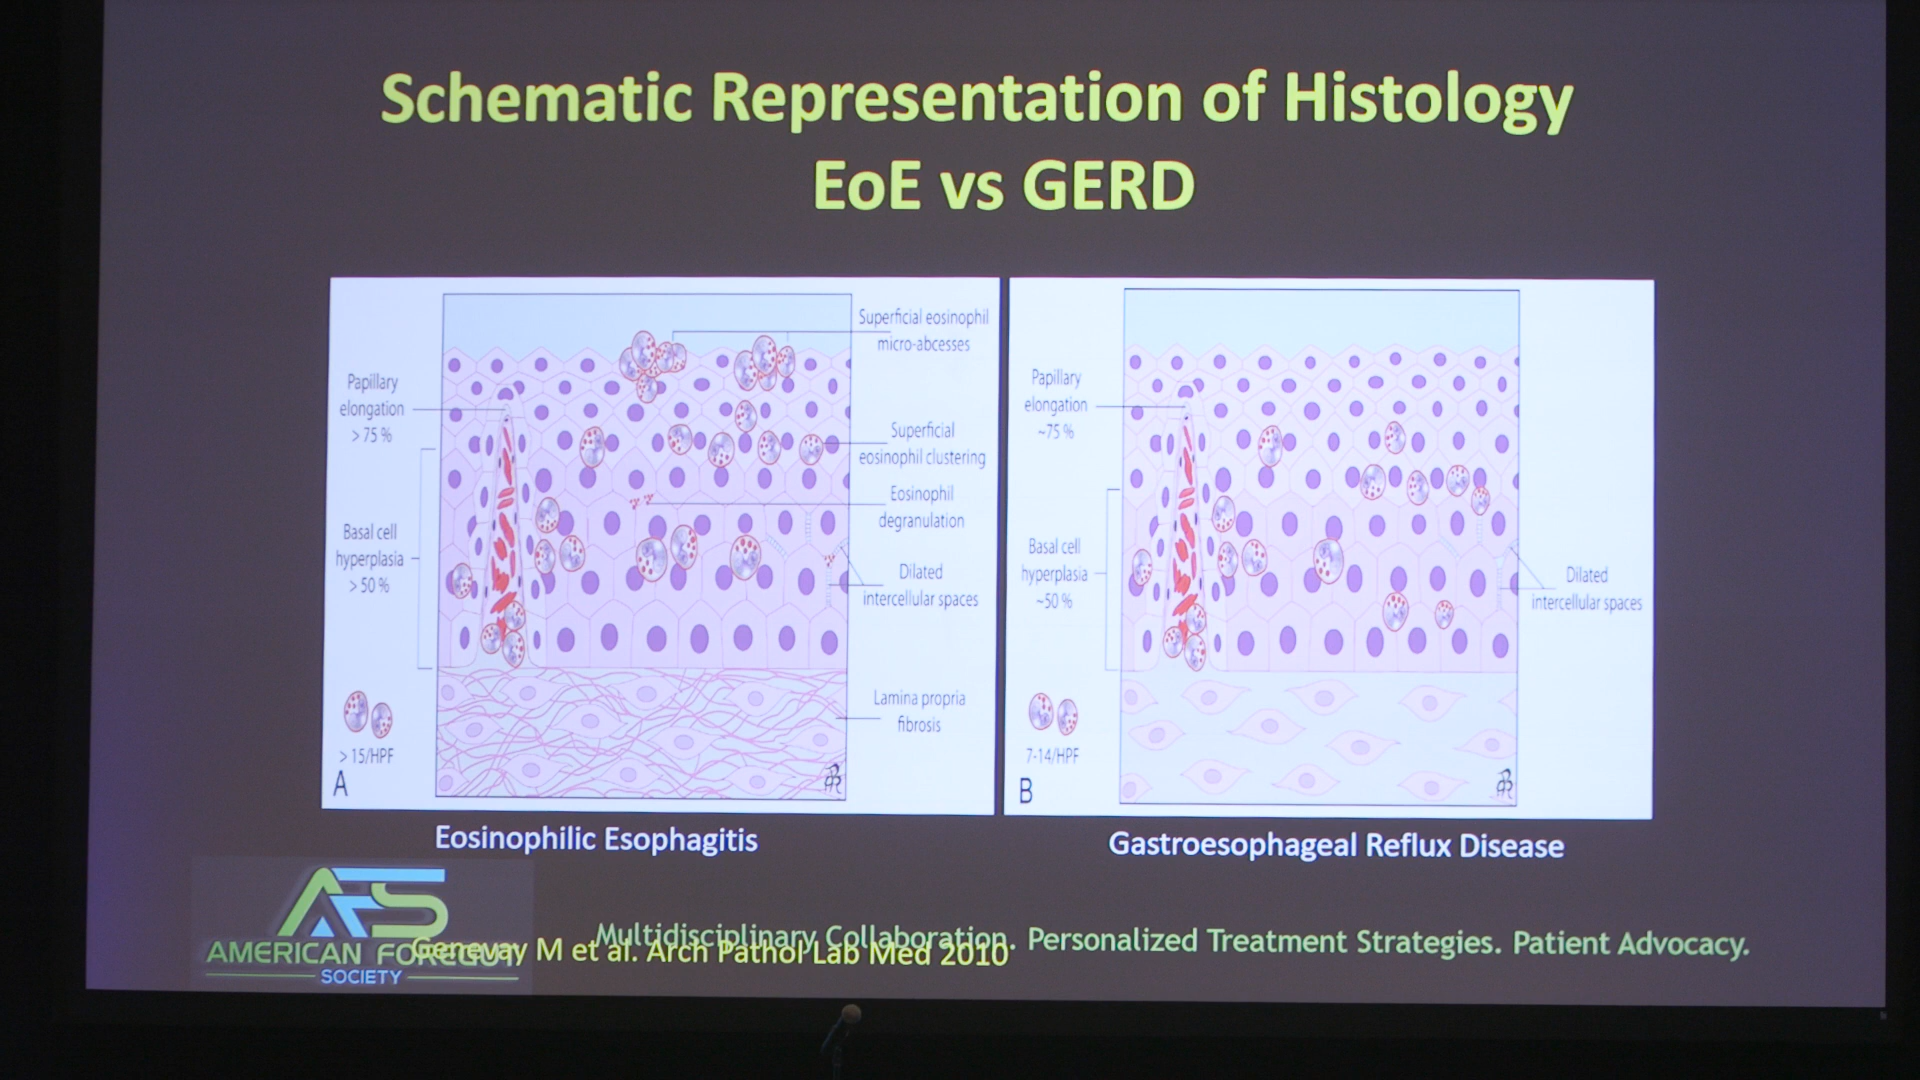 Schematic Representation of Histology
EoE vs GERD
Papillary
elongation
> 75 %
Basal cell
hyperplasia
> 50 %
> 15/HPF
A
Superficial eosinophil
micro-abcesses
Superficial
eosinophil clustering
Eosinophil
degranulation
Dilated
intercellular spaces
Lamina propria
fibrosis
Papillary
elongation
~75 %
Basal cell
hyperplasia
~50 %
7-14/HPF
B
Dilated
intercellular spaces
Eosinophilic Esophagitis
Gastroesophageal Reflux Disease
AFS
AMERICAN FOREGUT
SOCIETY
Genevay M et al. Arch Pathol Lab Med 2010
Multidisciplinary Collaboration. Personalized Treatment Strategies. Patient Advocacy.